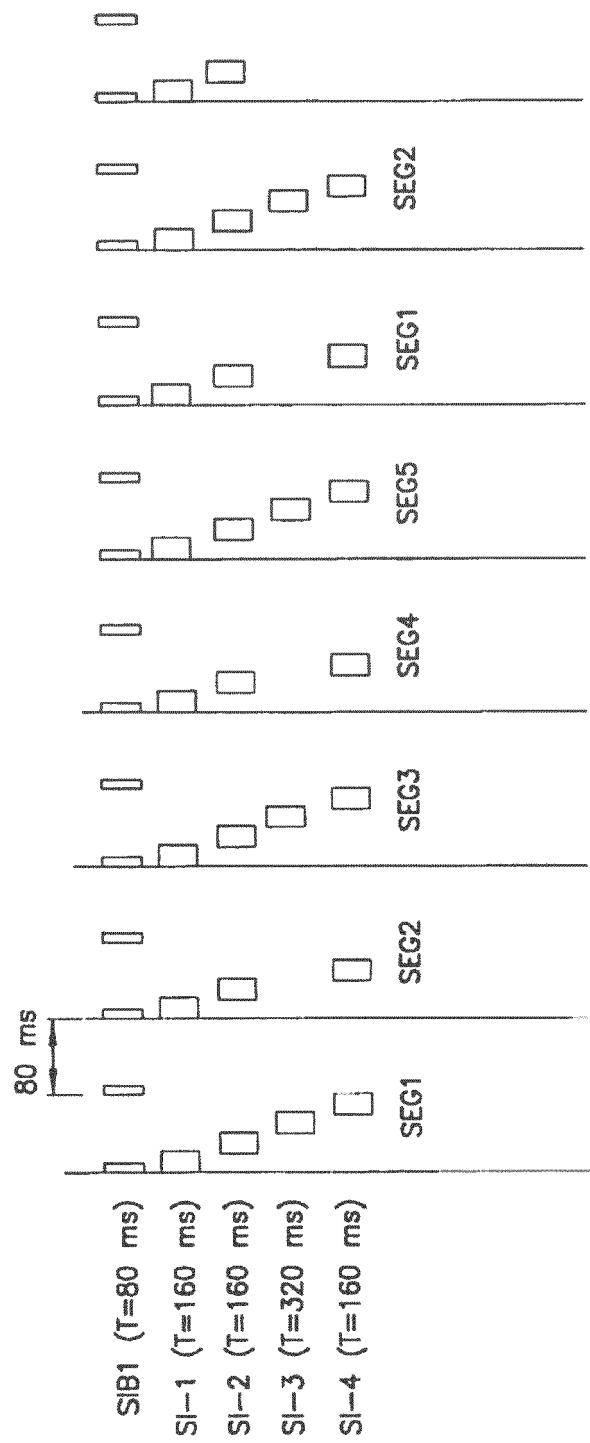 80 ms
SIB1 (T=80 ms)
SI-1 (T=160 ms)
SI-2 (T=160 ms)
SI-3 (T=320 ms)
SI-4 (T=160 ms)
SEG1
SEG2
SEG3
SEG4
SEG5
SEG1
SEG2